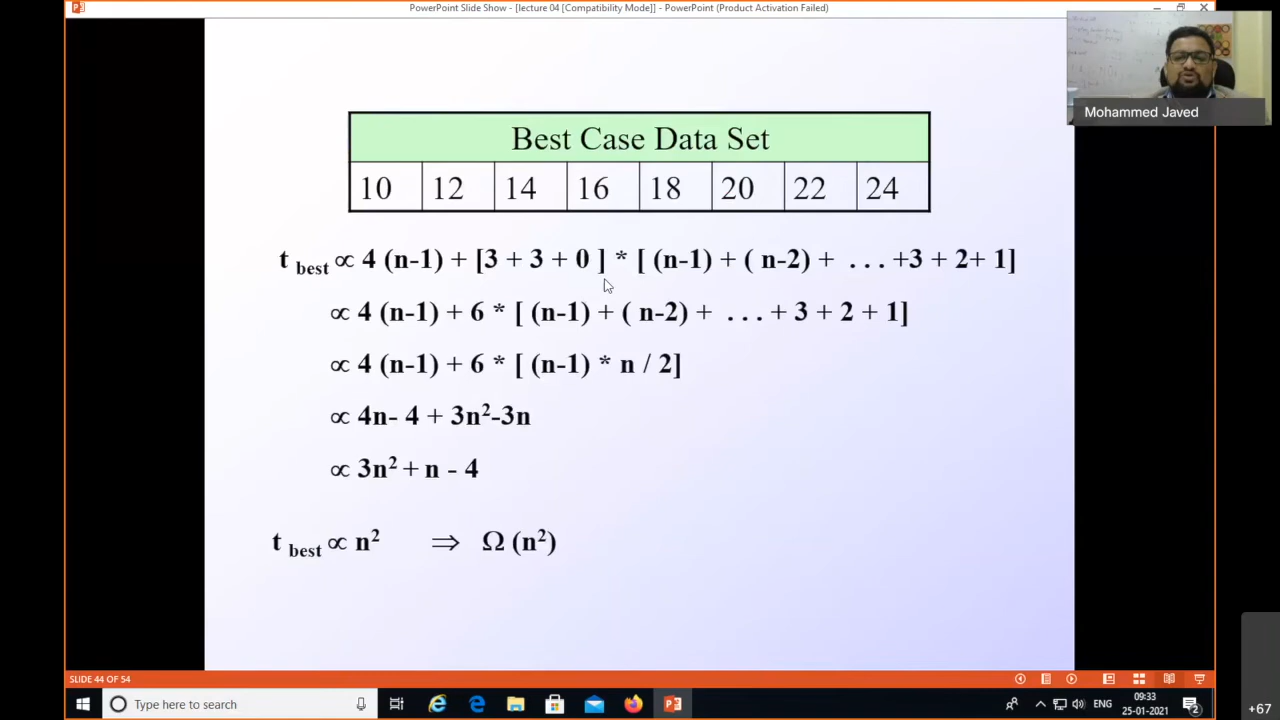 PowerPoint Slide Show - [lecture 04 [Compatibility Mode]] - PowerPoint (Product Activation Failed)
Mohammed Javed
Best Case Data Set
10 12 14 16 18 20 22 24
t best ∝ 4 (n-1) + [3 + 3 + 0 ] * [ (n-1) + ( n-2) + . . . +3 + 2+ 1]
∝ 4 (n-1) + 6 * [ (n-1) + ( n-2) + . . . + 3 + 2 + 1]
∝ 4 (n-1) + 6 * [ (n-1) * n / 2]
∝ 4n- 4 + 3n²-3n
∝ 3n² + n - 4
t best ∝ n² ⇒ Ω (n²)
SLIDE 44 OF 54
Type here to search
ENG
09:33
25-01-2021
2
+67